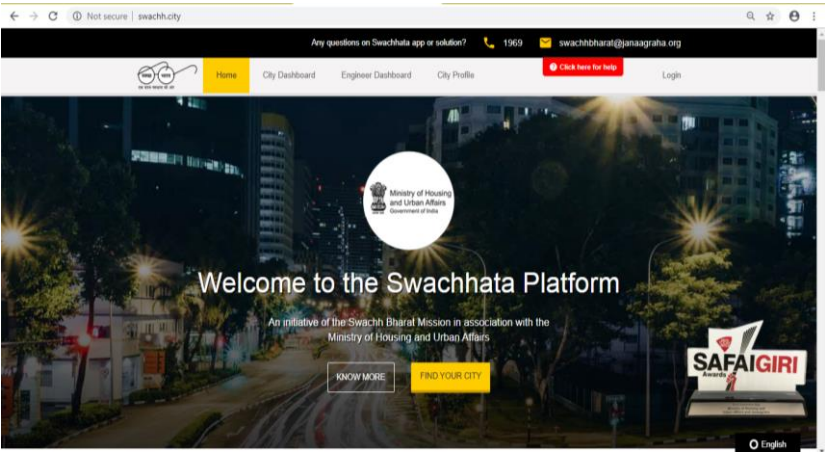 Not secure | swachh.city
Any questions on Swachhata app or solution? 1969 swachhbharat@janaagraha.org
Home City Dashboard Engineer Dashboard City Profile Click here for help Login
Ministry of Housing
and Urban Affairs
Government of India
Welcome to the Swachhata Platform
An initiative of the Swachh Bharat Mission in association with the
Ministry of Housing and Urban Affairs
KNOW MORE FIND YOUR CITY
SAFAIGIRI
Awards
English